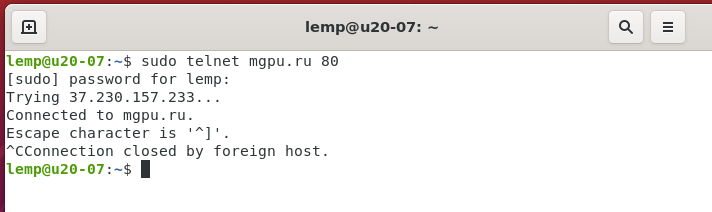 lemp@u20-07: ~
lemp@u20-07:~$ sudo telnet mgpu.ru 80
[sudo] password for lemp:
Trying 37.230.157.233...
Connected to mgpu.ru.
Escape character is '^]'.
^CConnection closed by foreign host.
lemp@u20-07:~$